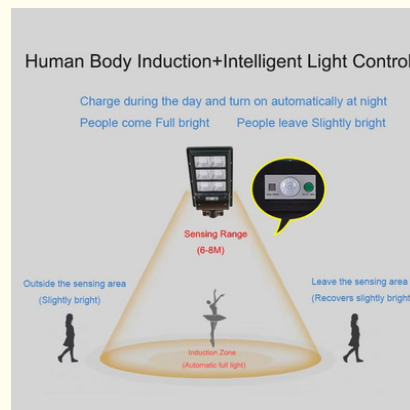 Human Body Induction+Intelligent Light Control
Charge during the day and turn on automatically at night
People come Full bright People leave Slightly bright
Sensing Range
(6-8M)
Outside the sensing area
(Slightly bright)
Leave the sensing area
(Recovers slightly bright
Induction Zone
(Automatic full light)